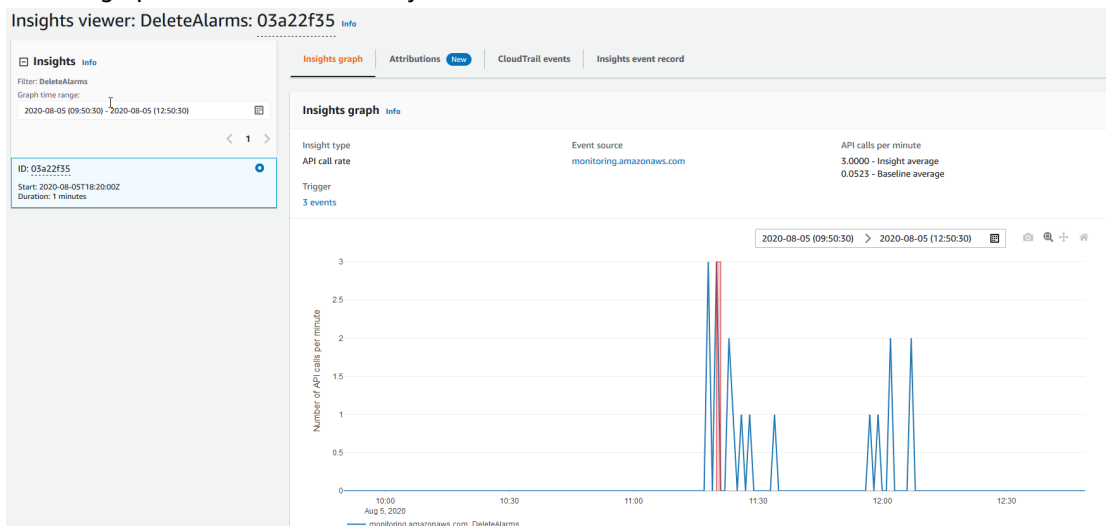 Insights viewer: DeleteAlarms: 03a22f35 Info
Insights Info
Filter: DeleteAlarms
Graph time range:
2020-08-05 (09:50:30) - 2020-08-05 (12:50:30)
< 1 >
ID: 03a22f35
Start: 2020-08-05T18:20:00Z
Duration: 1 minutes
Insights graph Attributions New CloudTrail events Insights event record
Insights graph Info
Insight type
API call rate
Trigger
3 events
Event source
monitoring.amazonaws.com
API calls per minute
3.0000 - Insight average
0.0523 - Baseline average
2020-08-05 (09:50:30) > 2020-08-05 (12:50:30)
Number of API calls per minute
3
2.5
2
1.5
1
0.5
0
10:00 10:30 11:00 11:30 12:00 12:30
Aug 5, 2020
monitoring.amazonaws.com, DeleteAlarms